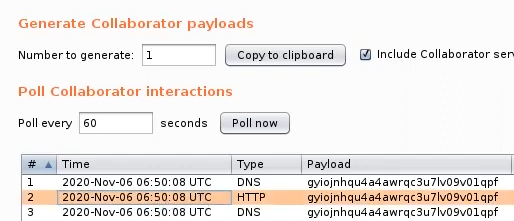 Generate Collaborator payloads
Number to generate: 1 Copy to clipboard Include Collaborator
Poll Collaborator interactions
Poll every 60 seconds Poll now
# Time Type Payload
1 2020-Nov-06 06:50:08 UTC DNS gyiojnhqu4a4awrqc3u7lv09v01qpf
2 2020-Nov-06 06:50:08 UTC HTTP gyiojnhqu4a4awrqc3u7lv09v01qpf
3 2020-Nov-06 06:50:08 UTC DNS gyiojnhqu4a4awrqc3u7lv09v01qpf